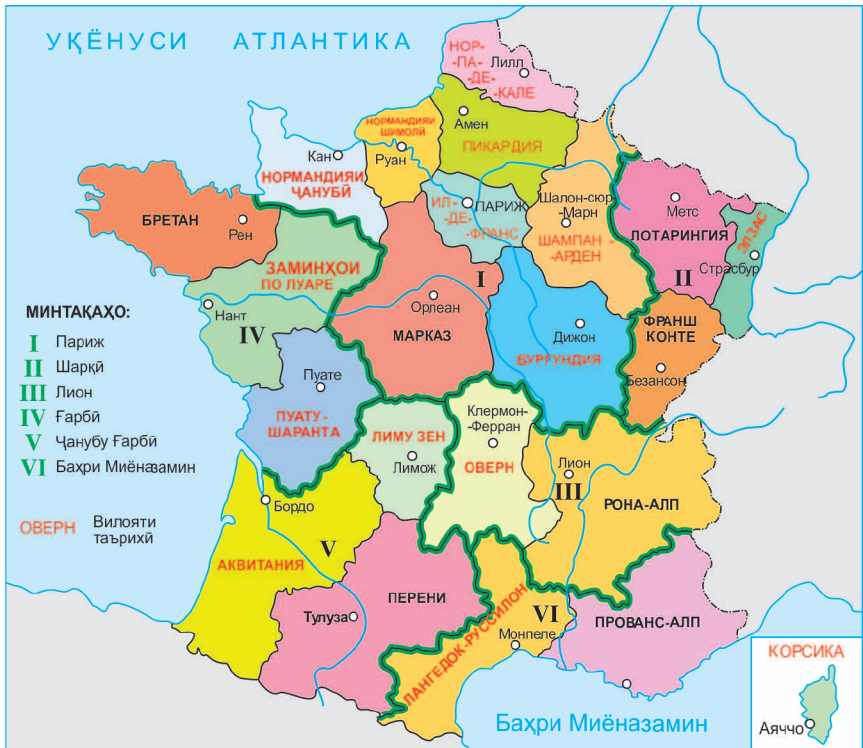 УҚЁНУСИ АТЛАНТИКА
НОР-
-ПА-
-ДЕ-
-КАЛЕ
Лилл
НОРМАНДИЯИ
ШИМОЛӢ
Руан
Амен
ПИКАРДИЯ
Кан
НОРМАНДИЯИ
ҶАНУБӢ
ИЛ-
-ДЕ-
-ФРАНС
ПАРИЖ
Шалон-сюр-
-Марн
ШАМПАН -
-АРДЕН
Метс
ЛОТАРИНГИЯ
II
ЭЛЗАС
Страсбур
БРЕТАН
Рен
ЗАМИНҲОИ
ПО ЛУАРЕ
Нант
IV
I
Орлеан
МАРКАЗ
Дижон
БУРГУНДИЯ
ФРАНШ
КОНТЕ
Безансон
МИНТАҚАҲО:
I Париж
II Шарқӣ
III Лион
IV Ғарбӣ
V Ҷанубу Ғарбӣ
VI Баҳри Миёназамин
ОВЕРН Вилояти
таърихӣ
Пуате
ПУАТУ-
ШАРАНТА
ЛИМУ ЗЕН
Лимож
Клермон-
-Ферран
ОВЕРН
Лион
III
РОНА-АЛП
Бордо
АКВИТАНИЯ
V
ПЕРЕНИ
Тулуза
ЛАНГЕДОК-РУССИЛОН
VI
Монпеле
ПРОВАНС-АЛП
КОРСИКА
Аяччо
Баҳри Миёназамин